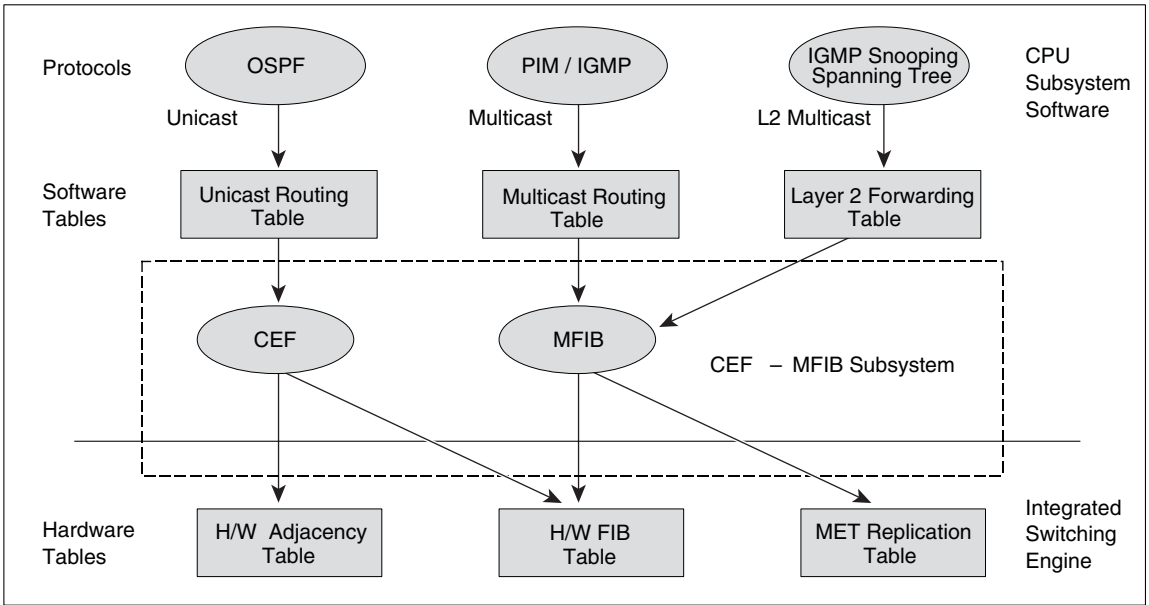 Protocols
OSPF
PIM / IGMP
IGMP Snooping
Spanning Tree
CPU
Subsystem
Software
Unicast
Multicast
L2 Multicast
Software
Tables
Unicast Routing
Table
Multicast Routing
Table
Layer 2 Forwarding
Table
CEF
MFIB
CEF – MFIB Subsystem
Hardware
Tables
H/W Adjacency
Table
H/W FIB
Table
MET Replication
Table
Integrated
Switching
Engine